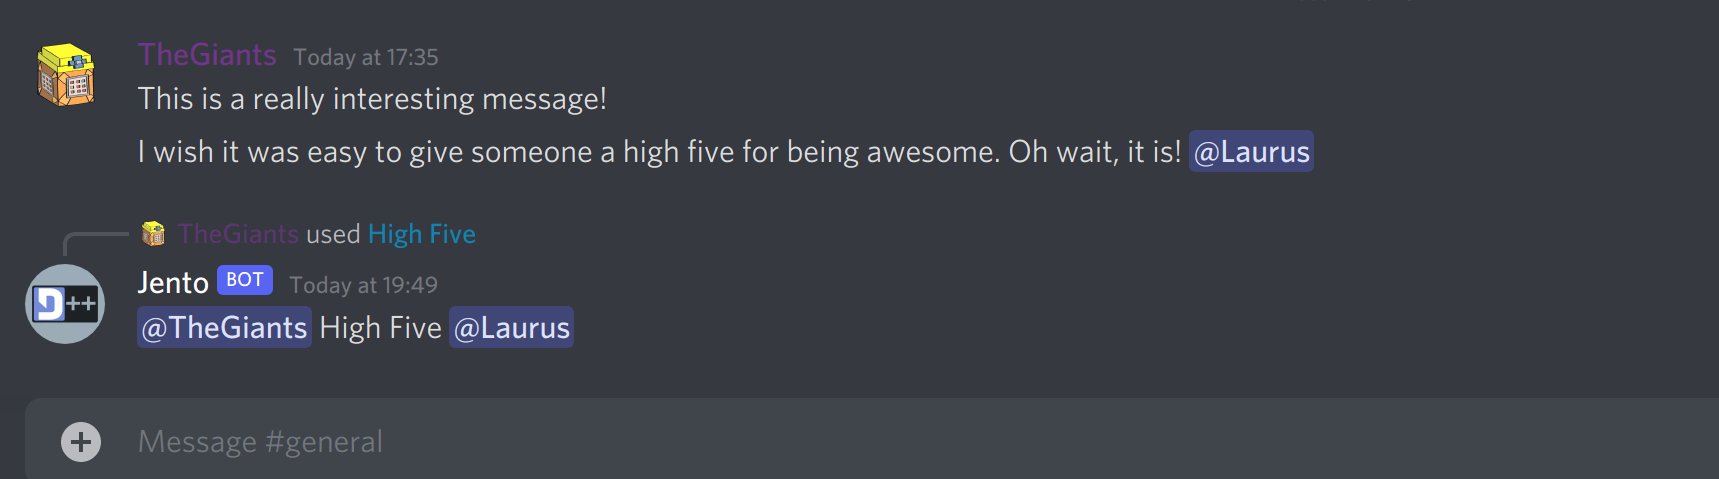 TheGiants Today at 17:35
This is a really interesting message!
I wish it was easy to give someone a high five for being awesome. Oh wait, it is! @Laurus
TheGiants used High Five
Jento BOT Today at 19:49
D++
@TheGiants High Five @Laurus
Message #general